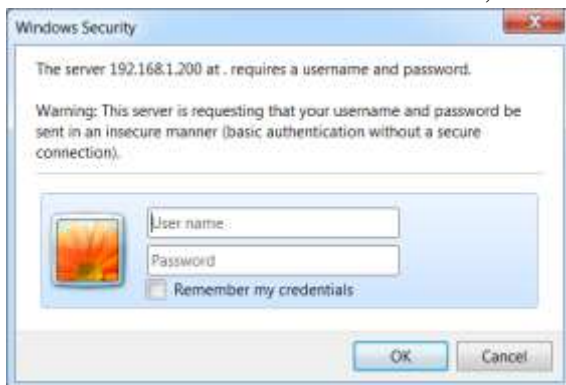 Windows Security
The server 192.168.1.200 at . requires a username and password.
Warning: This server is requesting that your username and password be
sent in an insecure manner (basic authentication without a secure
connection).
User name
Password
Remember my credentials
OK
Cancel